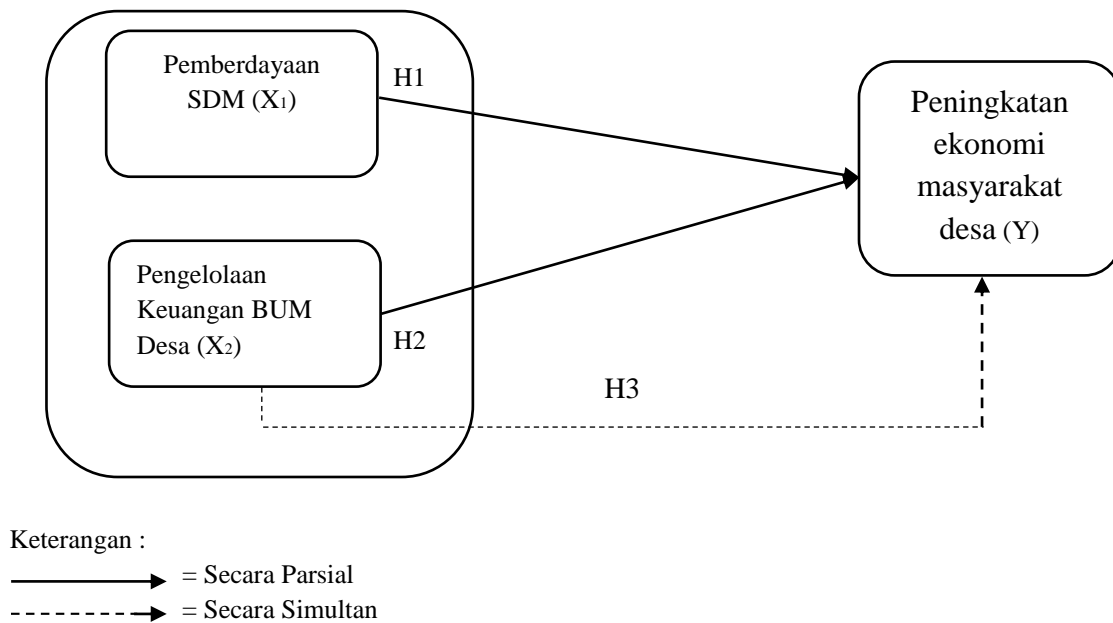 Pemberdayaan
SDM (X₁)
H1
Pengelolaan
Keuangan BUM
Desa (X₂)
H2
H3
Peningkatan
ekonomi
masyarakat
desa (Y)
Keterangan :
= Secara Parsial
= Secara Simultan